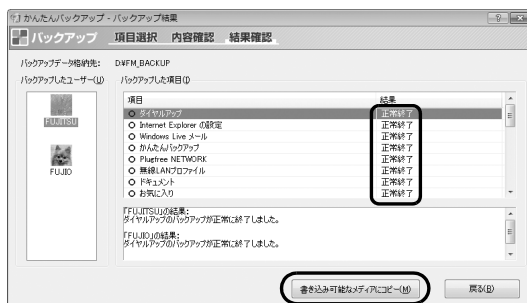 かんたんバックアップ - バックアップ結果
バックアップ 項目選択 内容確認 結果確認
バックアップデータ格納先: D:¥FM_BACKUP
バックアップしたユーザー(U) バックアップした項目(I)
FUJITSU
FUJIO
項目 結果
ダイヤルアップ 正常終了
Internet Explorer の設定 正常終了
Windows Live メール 正常終了
かんたんバックアップ 正常終了
Plugfree NETWORK 正常終了
無線LANプロファイル 正常終了
ドキュメント 正常終了
お気に入り 正常終了
「FUJITSU」の結果:
ダイヤルアップのバックアップが正常に終了しました。
「FUJIO」の結果:
ダイヤルアップのバックアップが正常に終了しました。
書き込み可能なメディアにコピー(M) 戻る(B)